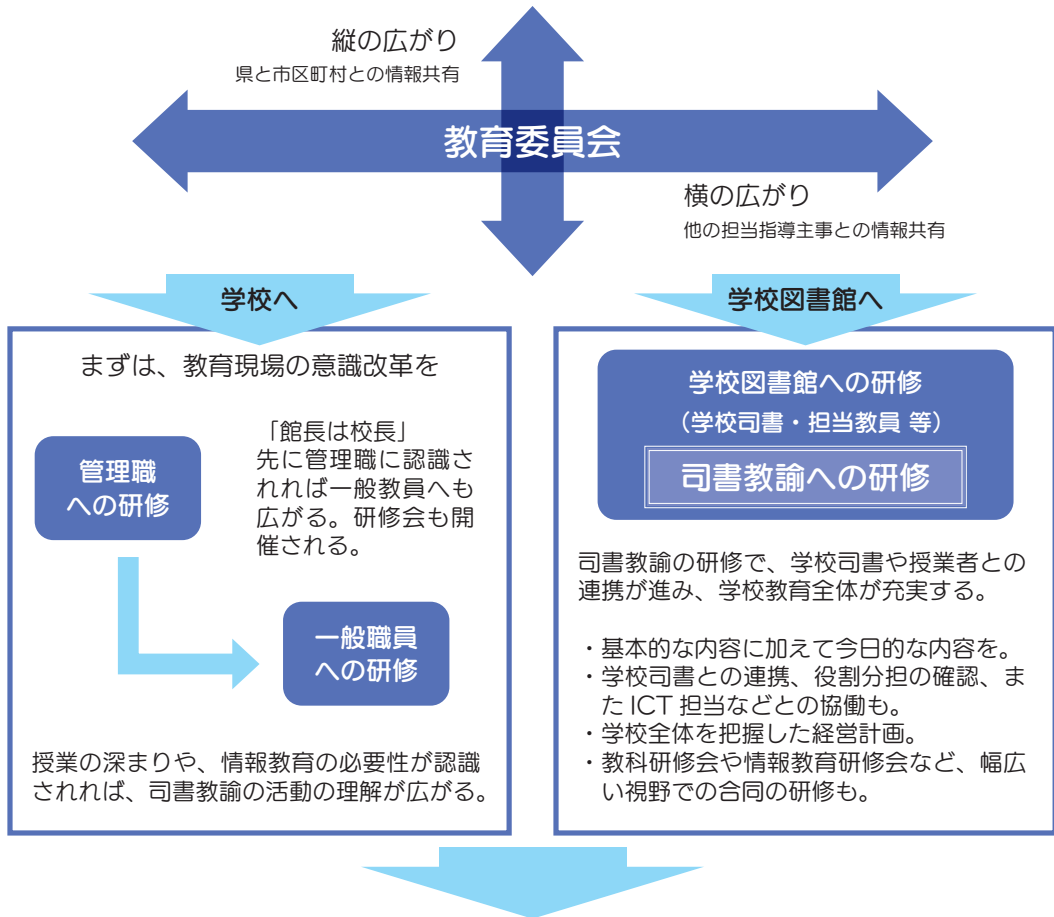 縦の広がり
県と市区町村との情報共有
教育委員会
横の広がり
他の担当指導主事との情報共有
学校へ
まずは、教育現場の意識改革を
管理職
への研修
「館長は校長」
先に管理職に認識さ
れれば一般教員へも
広がる。研修会も開
催される。
一般職員
への研修
授業の深まりや、情報教育の必要性が認識
されれば、司書教諭の活動の理解が広がる。
学校図書館へ
学校図書館への研修
（学校司書・担当教員 等）
司書教諭への研修
司書教諭の研修で、学校司書や授業者との
連携が進み、学校教育全体が充実する。
・基本的な内容に加えて今日的な内容を。
・学校司書との連携、役割分担の確認、ま
た ICT 担当などとの協働も。
・学校全体を把握した経営計画。
・教科研修会や情報教育研修会など、幅広
い視野での合同の研修も。